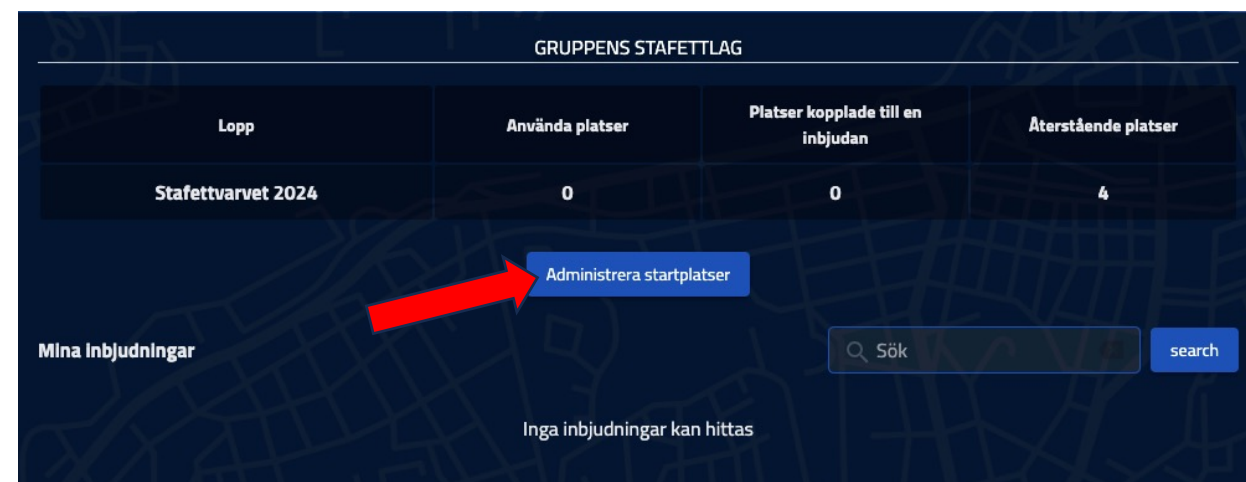 GRUPPENS STAFETTLAG
Lopp
Använda platser
Platser kopplade till en
inbjudan
Återstående platser
Stafettvarvet 2024
0
0
4
Administrera startplatser
Mina inbjudningar
Sök
search
Inga inbjudningar kan hittas